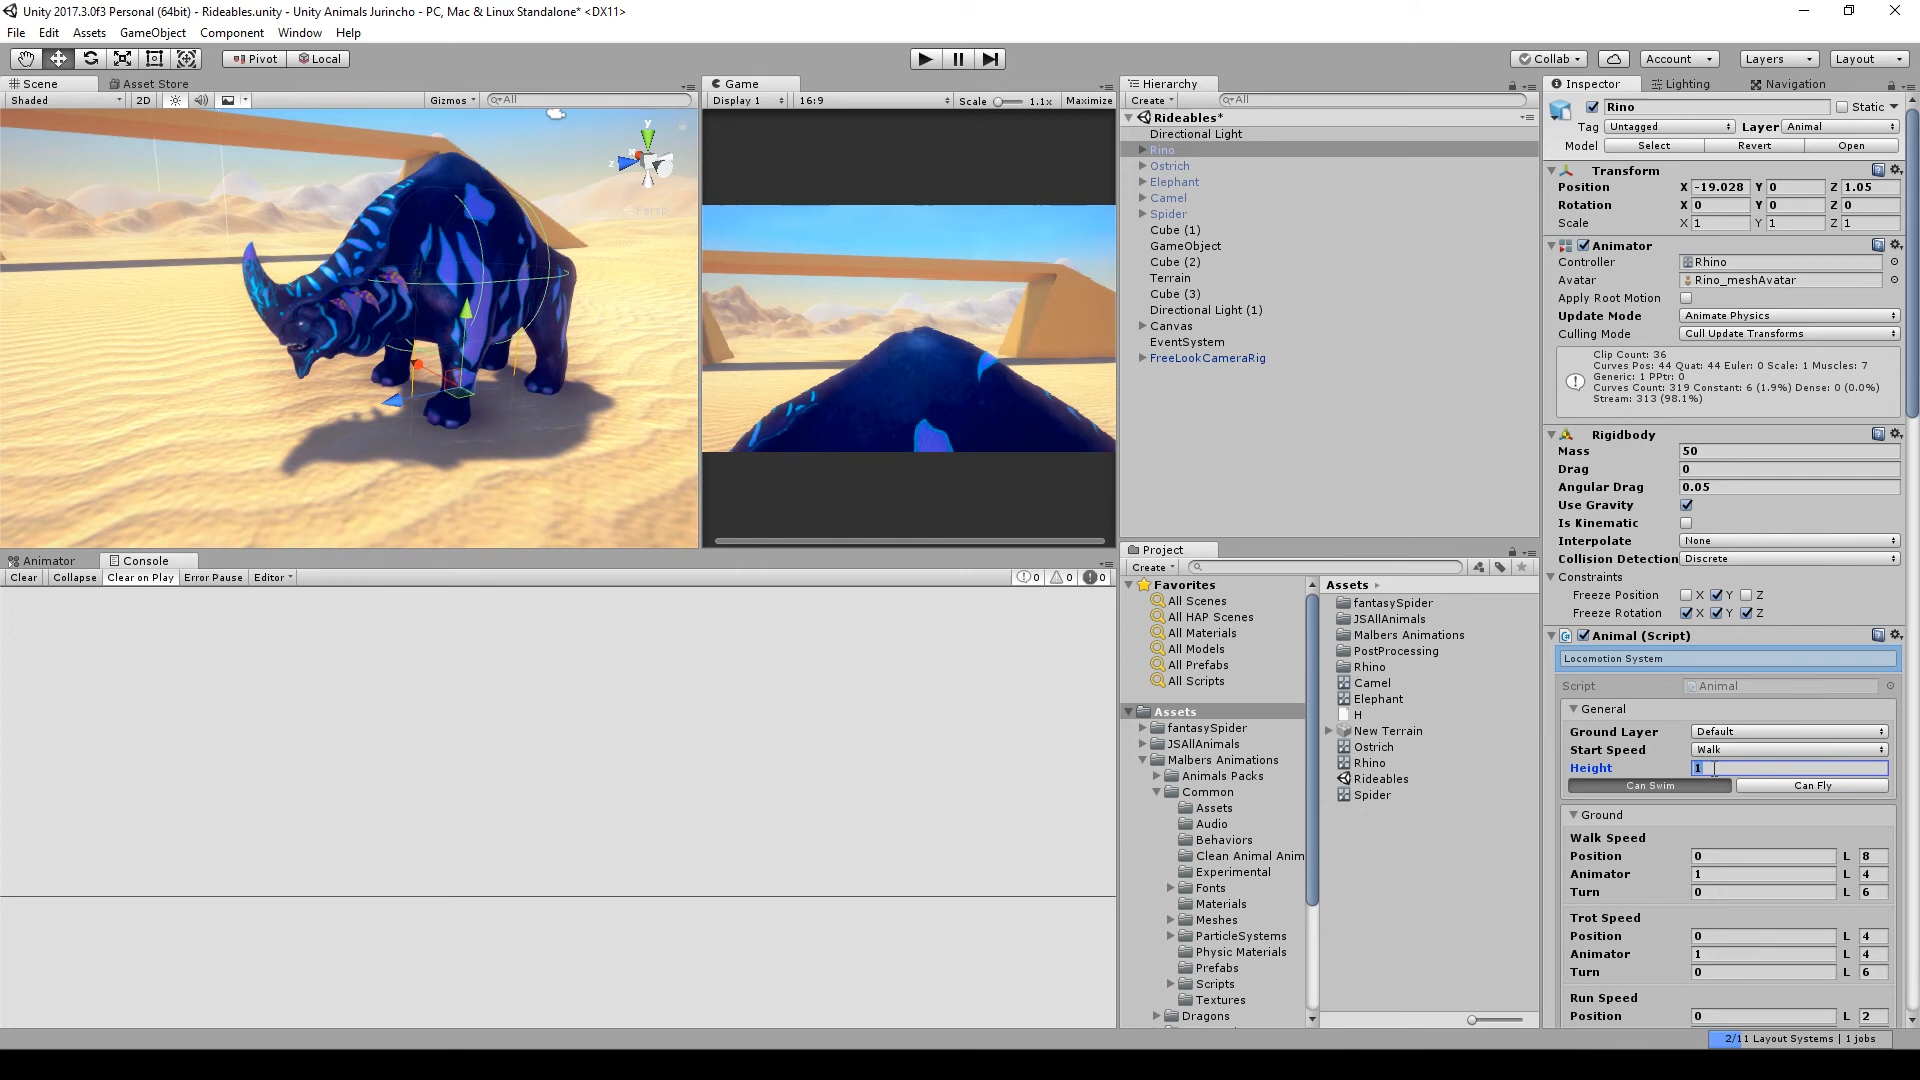 Unity 2017.3.0f3 Personal (64bit) - Rideables.unity - Unity Animals Jurincho - PC, Mac & Linux Standalone* <DX11>
File Edit Assets GameObject Component Window Help
Pivot Local
Collab Account Layers Layout
Scene Asset Store
Shaded 2D Gizmos All
y
x
z
Persp
Game
Display 1 16:9 Scale 1.1x Maximize
Hierarchy
Create All
Rideables*
Directional Light
Rino
Ostrich
Elephant
Camel
Spider
Cube (1)
GameObject
Cube (2)
Terrain
Cube (3)
Directional Light (1)
Canvas
EventSystem
FreeLookCameraRig
Animator Console
Clear Collapse Clear on Play Error Pause Editor 0 0 0
Project
Create
Favorites
All Scenes
All HAP Scenes
All Materials
All Models
All Prefabs
All Scripts
Assets
fantasySpider
JSAllAnimals
Malbers Animations
Animals Packs
Common
Assets
Audio
Behaviors
Clean Animal Anim
Experimental
Fonts
Materials
Meshes
ParticleSystems
Physic Materials
Prefabs
Scripts
Textures
Dragons
Assets
fantasySpider
JSAllAnimals
Malbers Animations
PostProcessing
Rhino
Camel
Elephant
H
New Terrain
Ostrich
Rhino
Rideables
Spider
Inspector Lighting Navigation
Rino Static
Tag Untagged Layer Animal
Model Select Revert Open
Transform
Position X -19.028 Y 0 Z 1.05
Rotation X 0 Y 0 Z 0
Scale X 1 Y 1 Z 1
Animator
Controller Rhino
Avatar Rino_meshAvatar
Apply Root Motion
Update Mode Animate Physics
Culling Mode Cull Update Transforms
Clip Count: 36
Curves Pos: 44 Quat: 44 Euler: 0 Scale: 1 Muscles: 7
Generic: 1 PPtr: 0
Curves Count: 319 Constant: 6 (1.9%) Dense: 0 (0.0%)
Stream: 313 (98.1%)
Rigidbody
Mass 50
Drag 0
Angular Drag 0.05
Use Gravity
Is Kinematic
Interpolate None
Collision Detection Discrete
Constraints
Freeze Position X Y Z
Freeze Rotation X Y Z
Animal (Script)
Locomotion System
Script Animal
General
Ground Layer Default
Start Speed Walk
Height 1
Can Swim Can Fly
Ground
Walk Speed
Position 0 L 8
Animator 1 L 4
Turn 0 L 6
Trot Speed
Position 0 L 4
Animator 1 L 4
Turn 0 L 6
Run Speed
Position 0 L 2
2/11 Layout Systems | 1 jobs